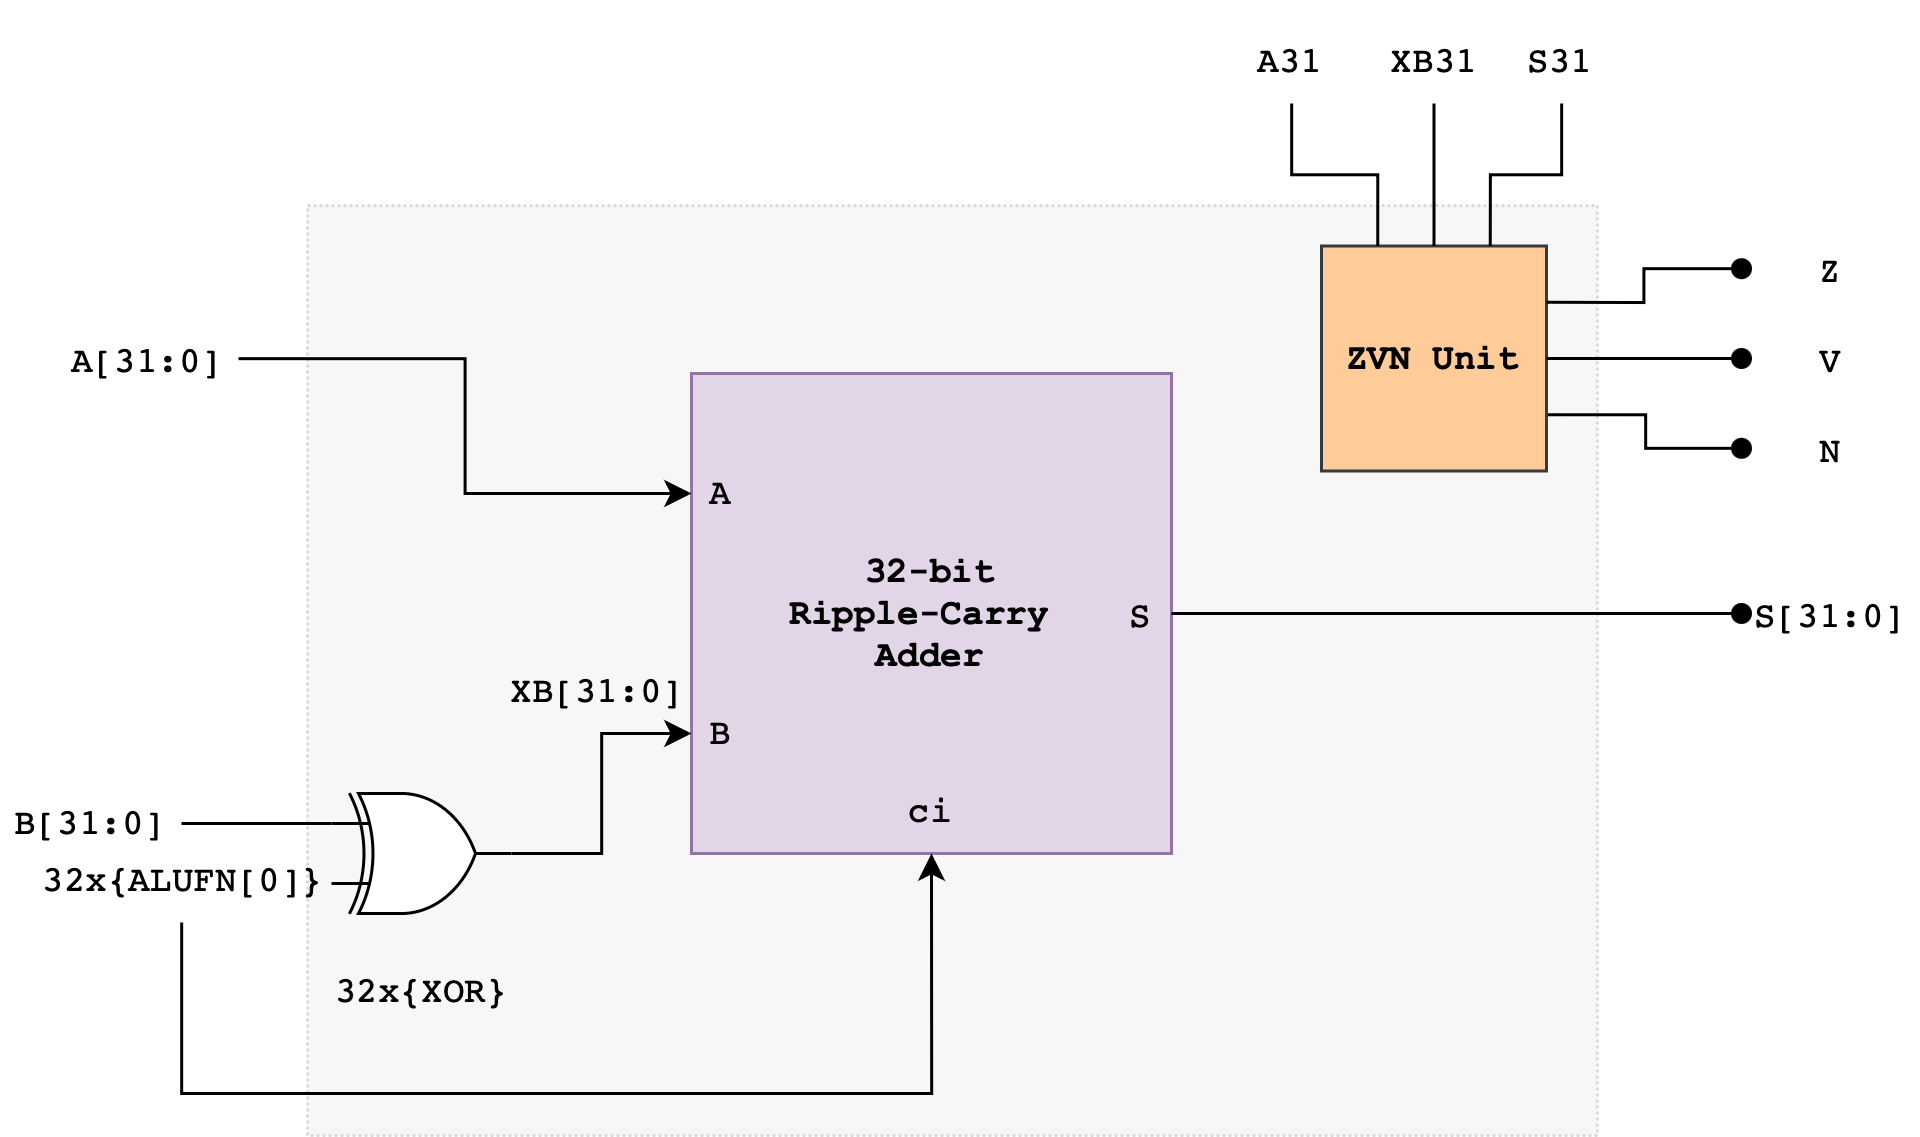 A31
XB31
S31
Z
ZVN Unit
V
A[31:0]
N
A
32-bit
Ripple-Carry
Adder
S
S[31:0]
XB[31:0]
B
ci
B[31:0]
32x{ALUFN[0]}
32x{XOR}